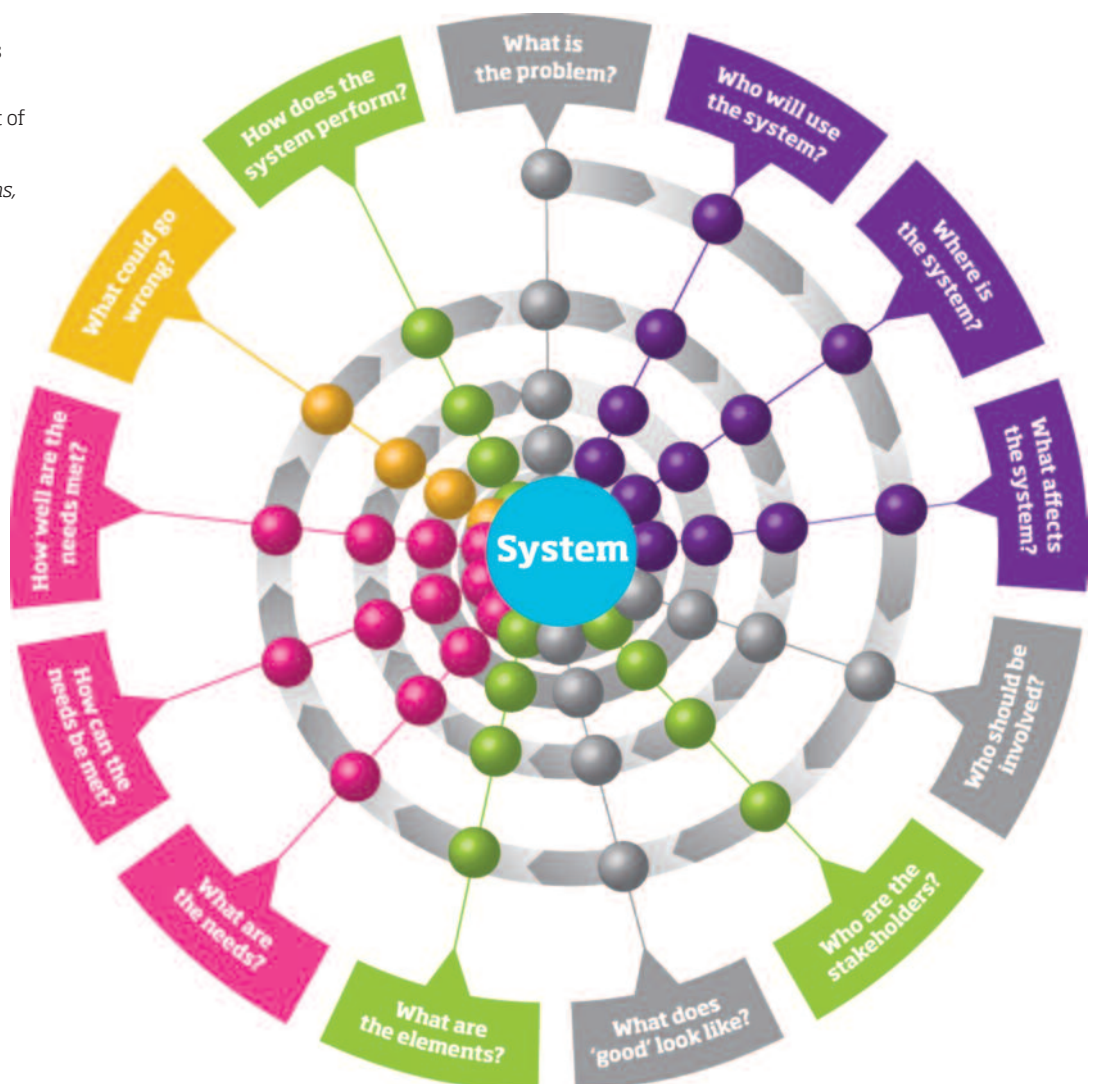 s
t of
ns,
What is
the problem?
Who will use
the system?
Where is
the system?
What affects
the system?
Who should be
involved?
Who are the
stakeholders?
What does
'good' look like?
What are
the elements?
What are
the needs?
How can the
needs be met?
How well are the
needs met?
What could go
wrong?
How does the
system perform?
System